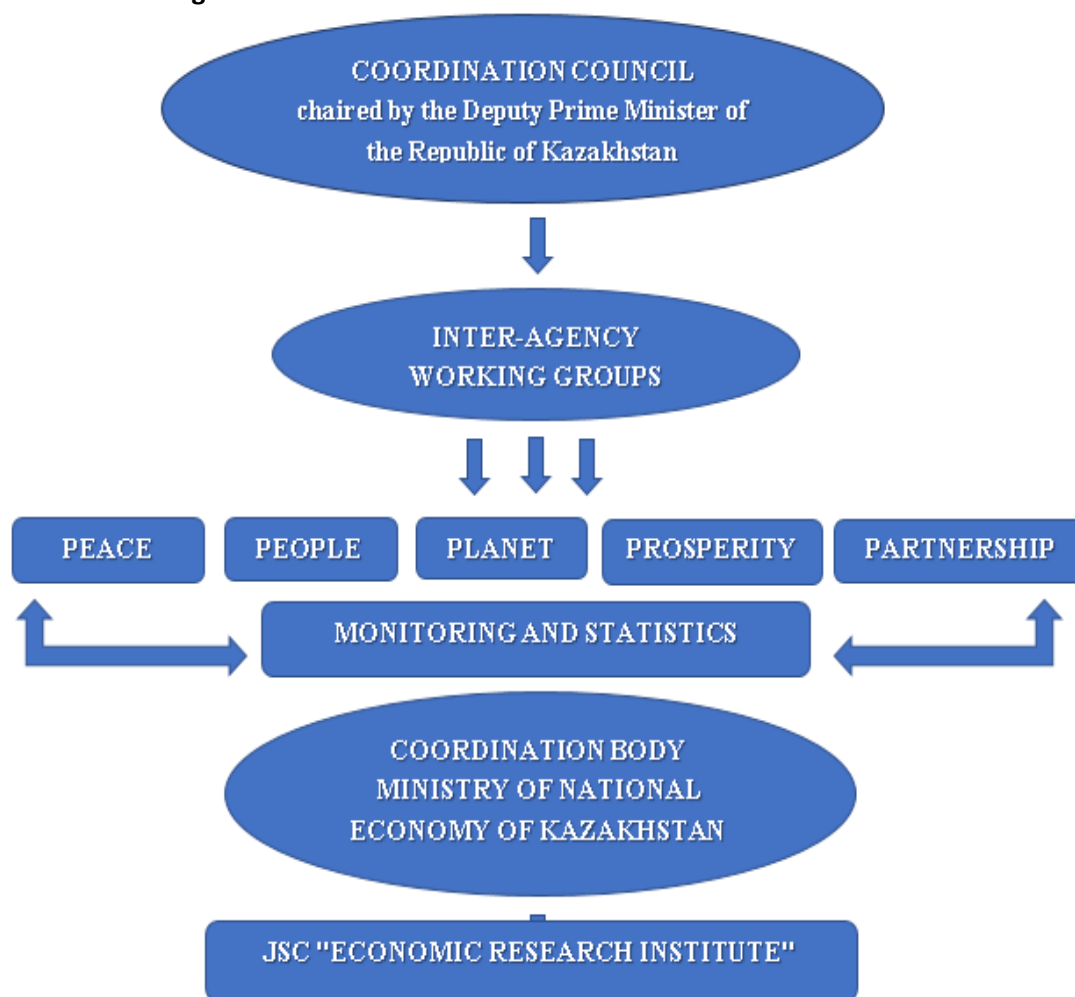 COORDINATION COUNCIL
chaired by the Deputy Prime Minister of
the Republic of Kazakhstan
INTER-AGENCY
WORKING GROUPS
PEACE
PEOPLE
PLANET
PROSPERITY
PARTNERSHIP
MONITORING AND STATISTICS
COORDINATION BODY
MINISTRY OF NATIONAL
ECONOMY OF KAZAKHSTAN
JSC "ECONOMIC RESEARCH INSTITUTE"